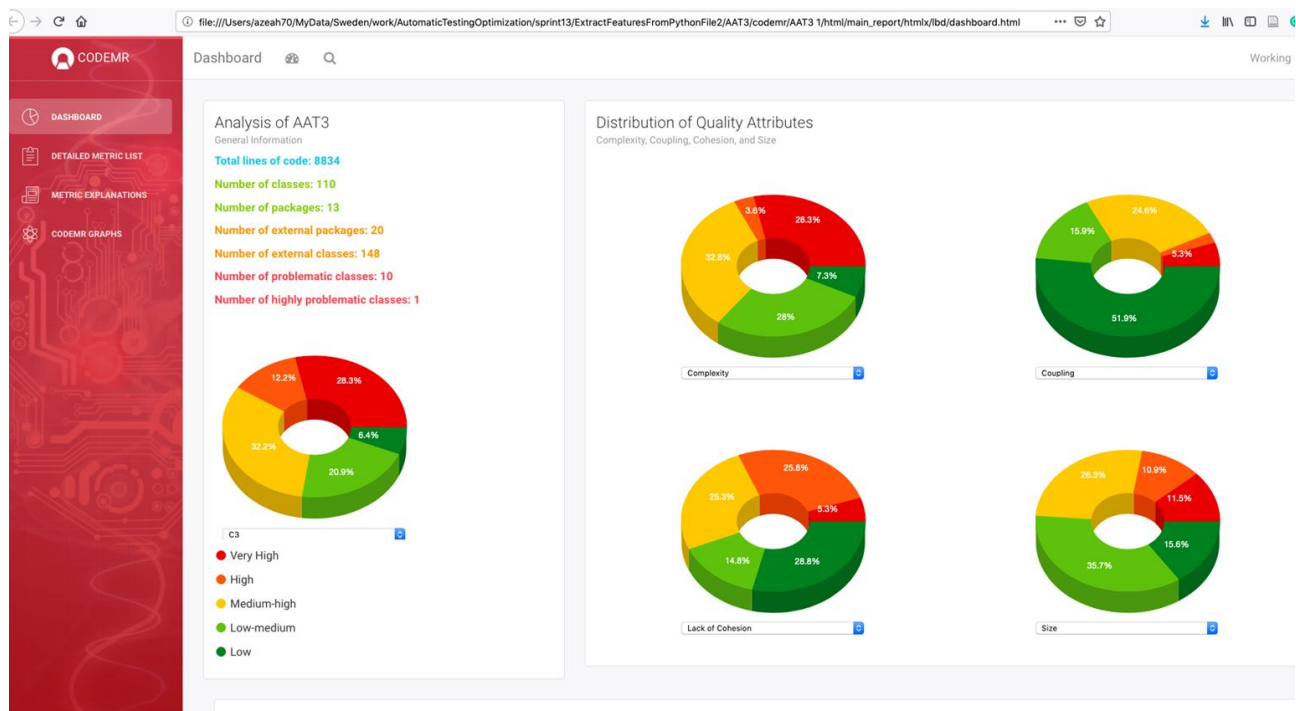 file:///Users/azeah70/MyData/Sweden/work/AutomaticTestingOptimization/sprint13/ExtractFeaturesFromPythonFile2/AAT3/codemr/AAT3 1/html/main_report/htmlx/lbd/dashboard.html
CODEMR
Dashboard
Working
DASHBOARD
DETAILED METRIC LIST
METRIC EXPLANATIONS
CODEMR GRAPHS
Analysis of AAT3
General Information
Total lines of code: 8834
Number of classes: 110
Number of packages: 13
Number of external packages: 20
Number of external classes: 148
Number of problematic classes: 10
Number of highly problematic classes: 1
12.2%
28.3%
32.2%
6.4%
20.9%
C3
Very High
High
Medium-high
Low-medium
Low
Distribution of Quality Attributes
Complexity, Coupling, Cohesion, and Size
3.6%
28.3%
32.8%
7.3%
28%
Complexity
24.6%
15.9%
5.3%
51.9%
Coupling
25.8%
25.3%
5.3%
14.8%
28.8%
Lack of Cohesion
26.3%
10.9%
11.5%
15.6%
35.7%
Size